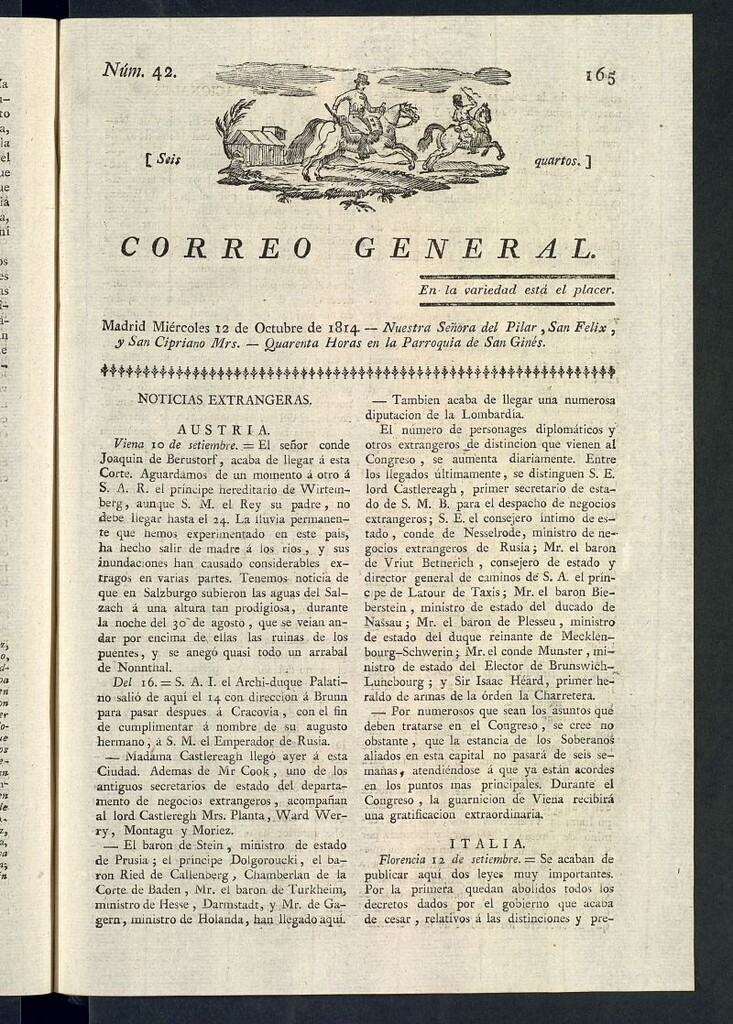 Núm. 42.
165
[ Seis
quartos. ]
CORREO GENERAL.
En la variedad está el placer.
Madrid Miércoles 12 de Octubre de 1814. — Nuestra Señora del Pilar, San Felix,
y San Cipriano Mrs. — Quarenta Horas en la Parroquia de San Ginés.
NOTICIAS EXTRANGERAS.
AUSTRIA.
Viena 10 de setiembre. = El señor conde
Joaquin de Berustorf, acaba de llegar á esta
Corte. Aguardamos de un momento á otro á
S. A. R. el príncipe hereditario de Wirtem-
berg, aunque S. M. el Rey su padre, no
debe llegar hasta el 24. La lluvia permanen-
te que hemos experimentado en este pais,
ha hecho salir de madre á los rios, y sus
inundaciones han causado considerables ex-
tragos en varias partes. Tenemos noticia de
que en Salzburgo subieron las aguas del Sal-
zach á una altura tan prodigiosa, durante
la noche del 30 de agosto, que se veian an-
dar por encima de ellas las ruinas de los
puentes, y se anegó quasi todo un arrabal
de Nonnthal.
Del 16. = S. A. I. el Archi-duque Palati-
no salió de aquí el 14 con direccion á Brunn
para pasar despues á Cracovia, con el fin
de cumplimentar á nombre de su augusto
hermano, á S. M. el Emperador de Rusia.
— Madama Castlereagh llegó ayer á esta
Ciudad. Ademas de Mr Cook, uno de los
antiguos secretarios de estado del departa-
mento de negocios extrangeros, acompañan
al lord Castleregh Mrs. Planta, Ward Wer-
ry, Montagu y Moriez.
— El baron de Stein, ministro de estado
de Prusia; el príncipe Dolgoroucki, el ba-
ron Ried de Callenberg, Chamberlan de la
Corte de Baden, Mr. el baron de Turkheim,
ministro de Hesse, Darmstadt, y Mr. de Ga-
gern, ministro de Holanda, han llegado aquí.
— Tambien acaba de llegar una numerosa
diputacion de la Lombardía.
El número de personages diplomáticos y
otros extrangeros de distincion que vienen al
Congreso, se aumenta diariamente. Entre
los llegados últimamente, se distinguen S. E.
lord Castlereagh, primer secretario de esta-
do de S. M. B. para el despacho de negocios
extrangeros; S. E. el consejero íntimo de es-
tado, conde de Nesselrode, ministro de ne-
gocios extrangeros de Rusia; Mr. el baron
de Vriut Betherich, consejero de estado y
director general de caminos de S. A. el prín-
cipe de Latour de Taxis; Mr. el baron Bie-
berstein, ministro de estado del ducado de
Nassau; Mr. el baron de Plesseu, ministro
de estado del duque reinante de Mecklen-
bourg-Schwerin; Mr. el conde Munster, mi-
nistro de estado del Elector de Brunswich-
Luncbourg; y Sir Isaac Héard, primer he-
raldo de armas de la órden la Charretera.
— Por numerosos que sean los asuntos que
deben tratarse en el Congreso, se cree no
obstante, que la estancia de los Soberanos
aliados en esta capital no pasará de seis se-
mañas, atendiéndose á que ya están acordes
en los puntos mas principales. Durante el
Congreso, la guarnicion de Viena recibirá
una gratificacion extraordinaria.
ITALIA.
Florencia 12 de setiembre. = Se acaban de
publicar aquí dos leyes muy importantes.
Por la primera quedan abolidos todos los
decretos dados por el gobierno que acaba
de cesar, relativos á las distinciones y pre-